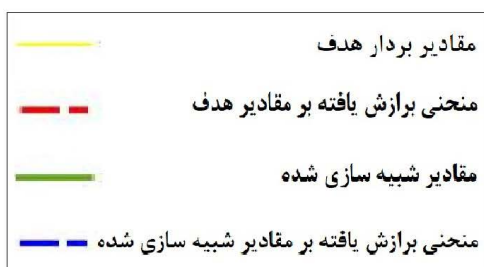 مقادیر بردار هدف
منحنی برازش یافته بر مقادیر هدف
مقادیر شبیه سازی شده
منحنی برازش یافته بر مقادیر شبیه سازی شده